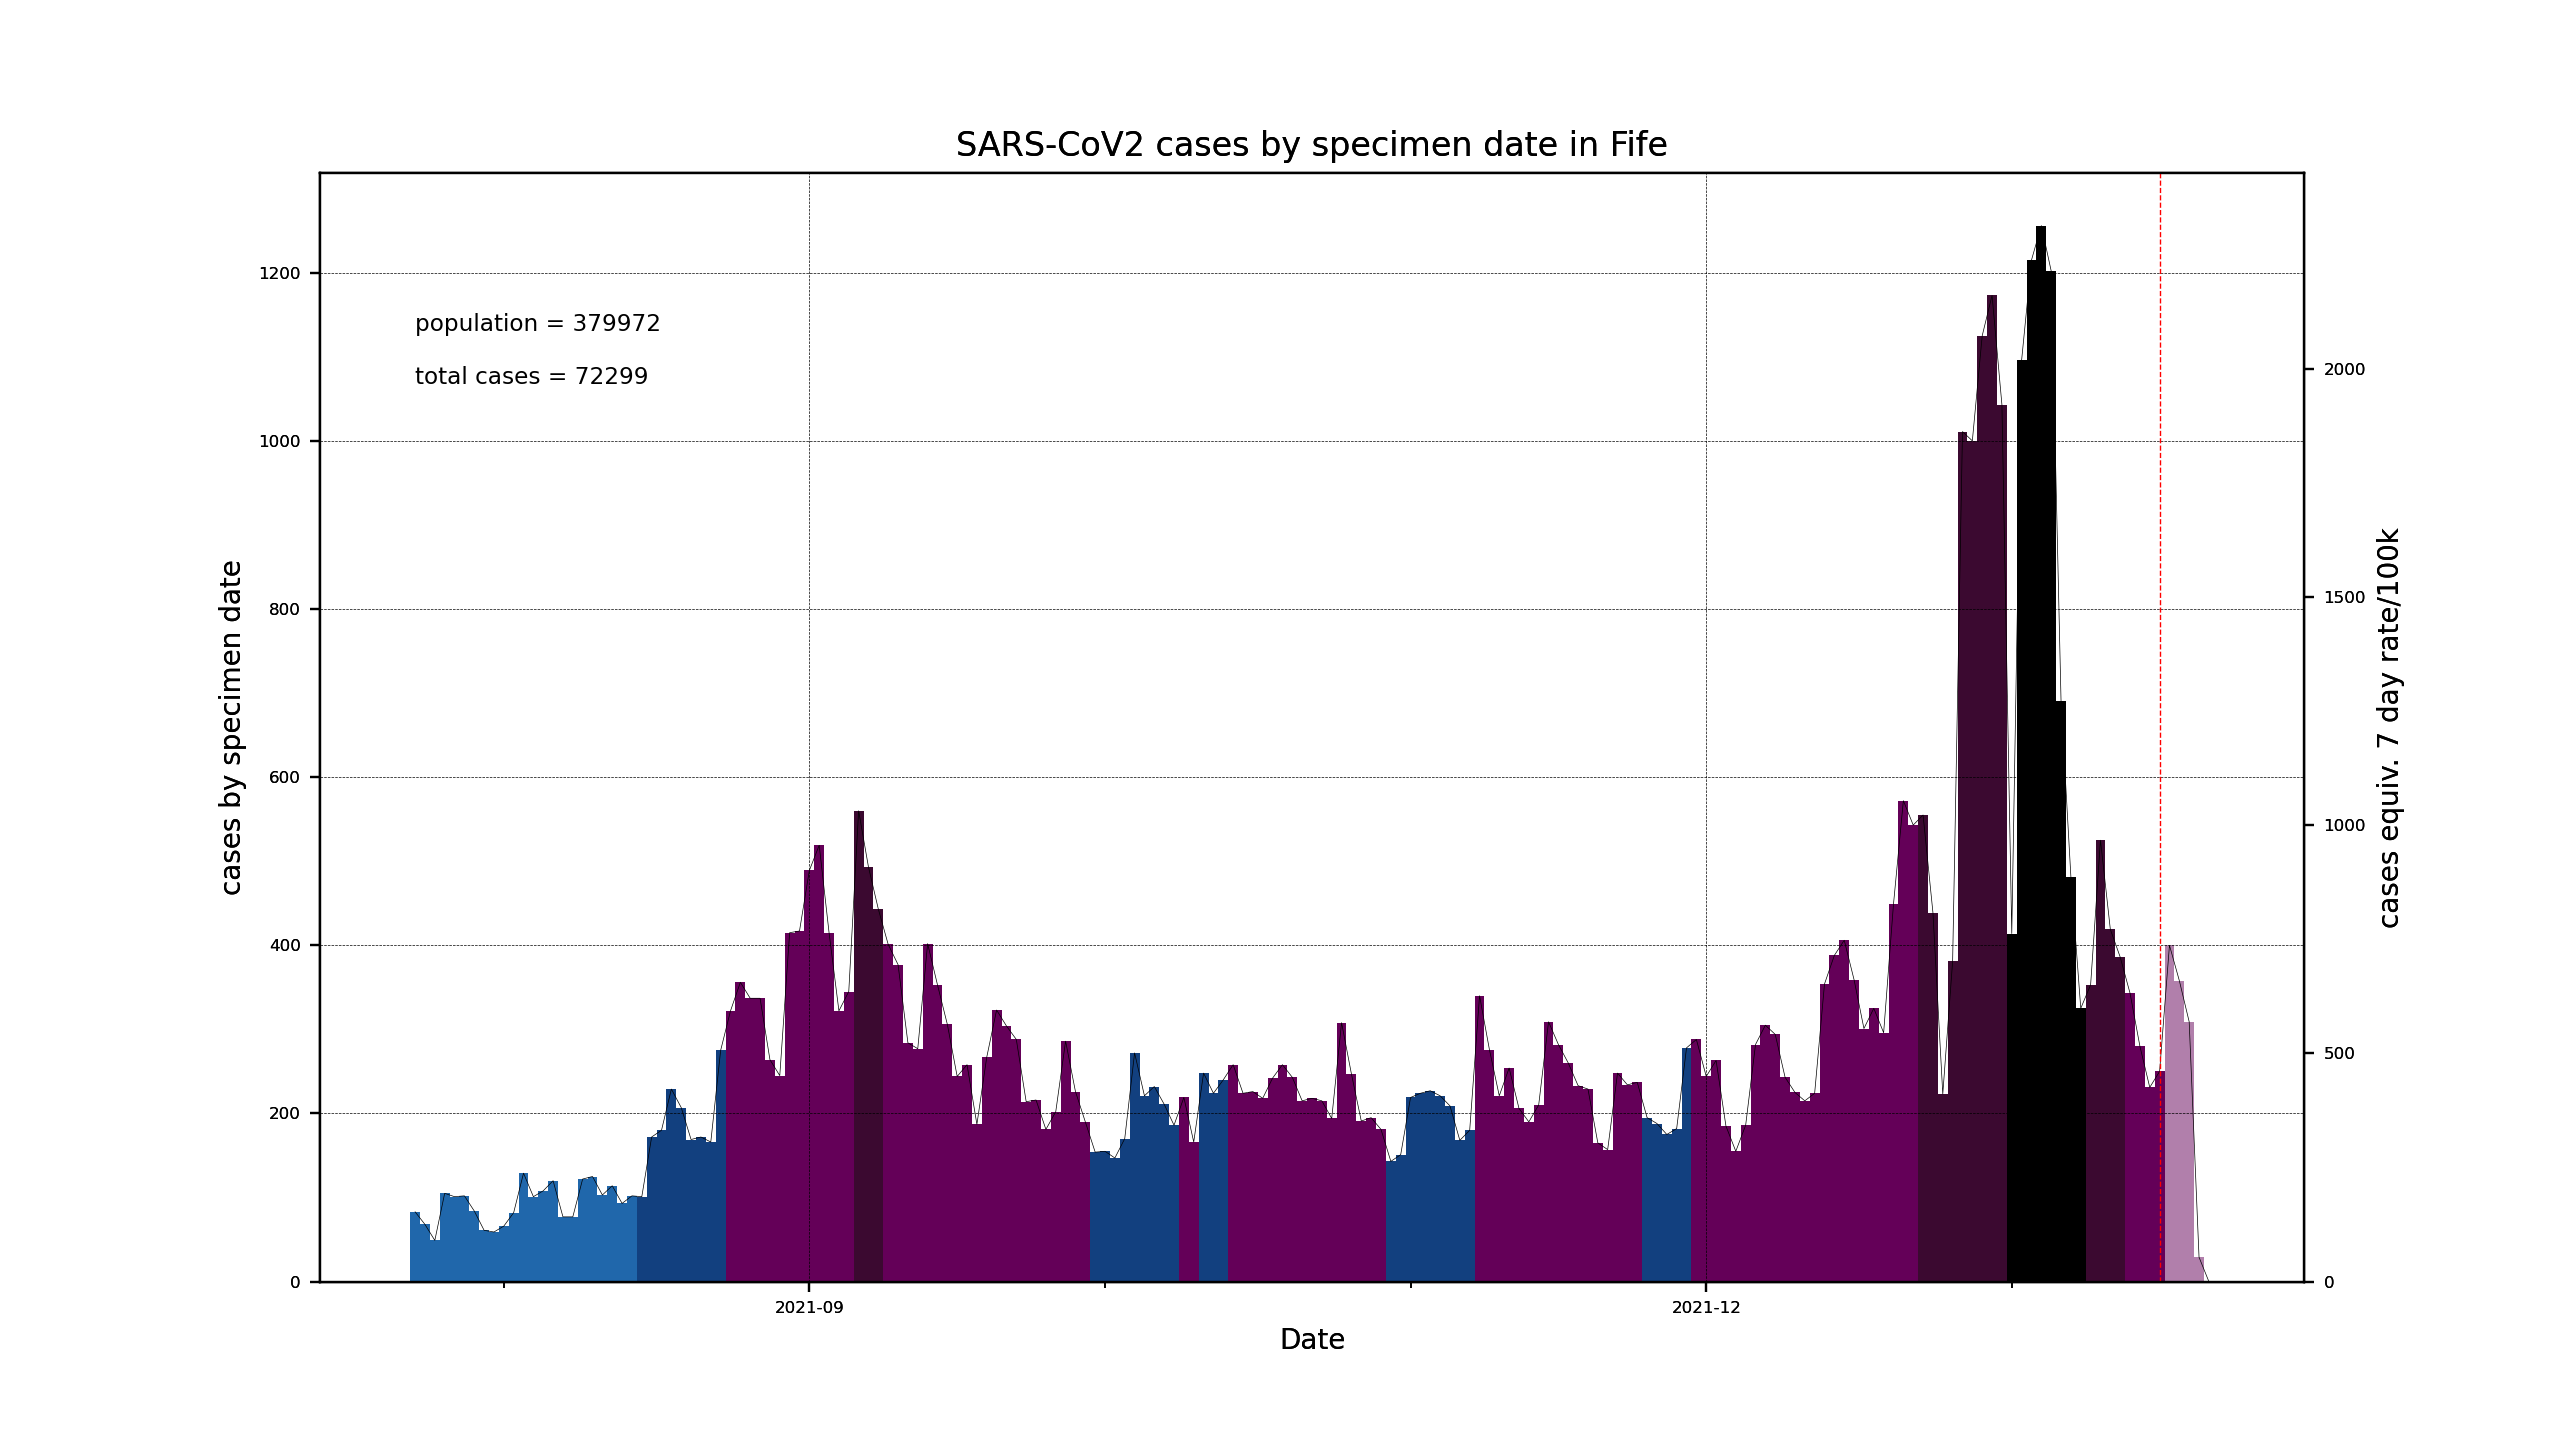 SARS-CoV2 cases by specimen date in Fife
population = 379972
total cases = 72299
cases by specimen date
1200
1000
800
600
400
200
0
2000
1500
1000
500
0
cases equiv. 7 day rate/100k
2021-09
2021-12
Date